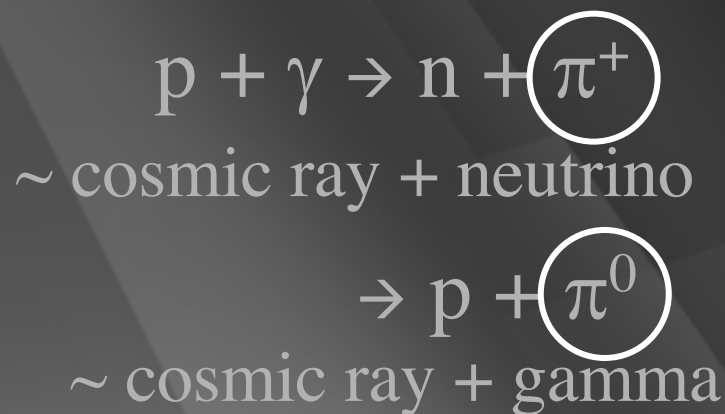 p + γ → n + π⁺
~ cosmic ray + neutrino
→ p + π⁰
~ cosmic ray + gamma